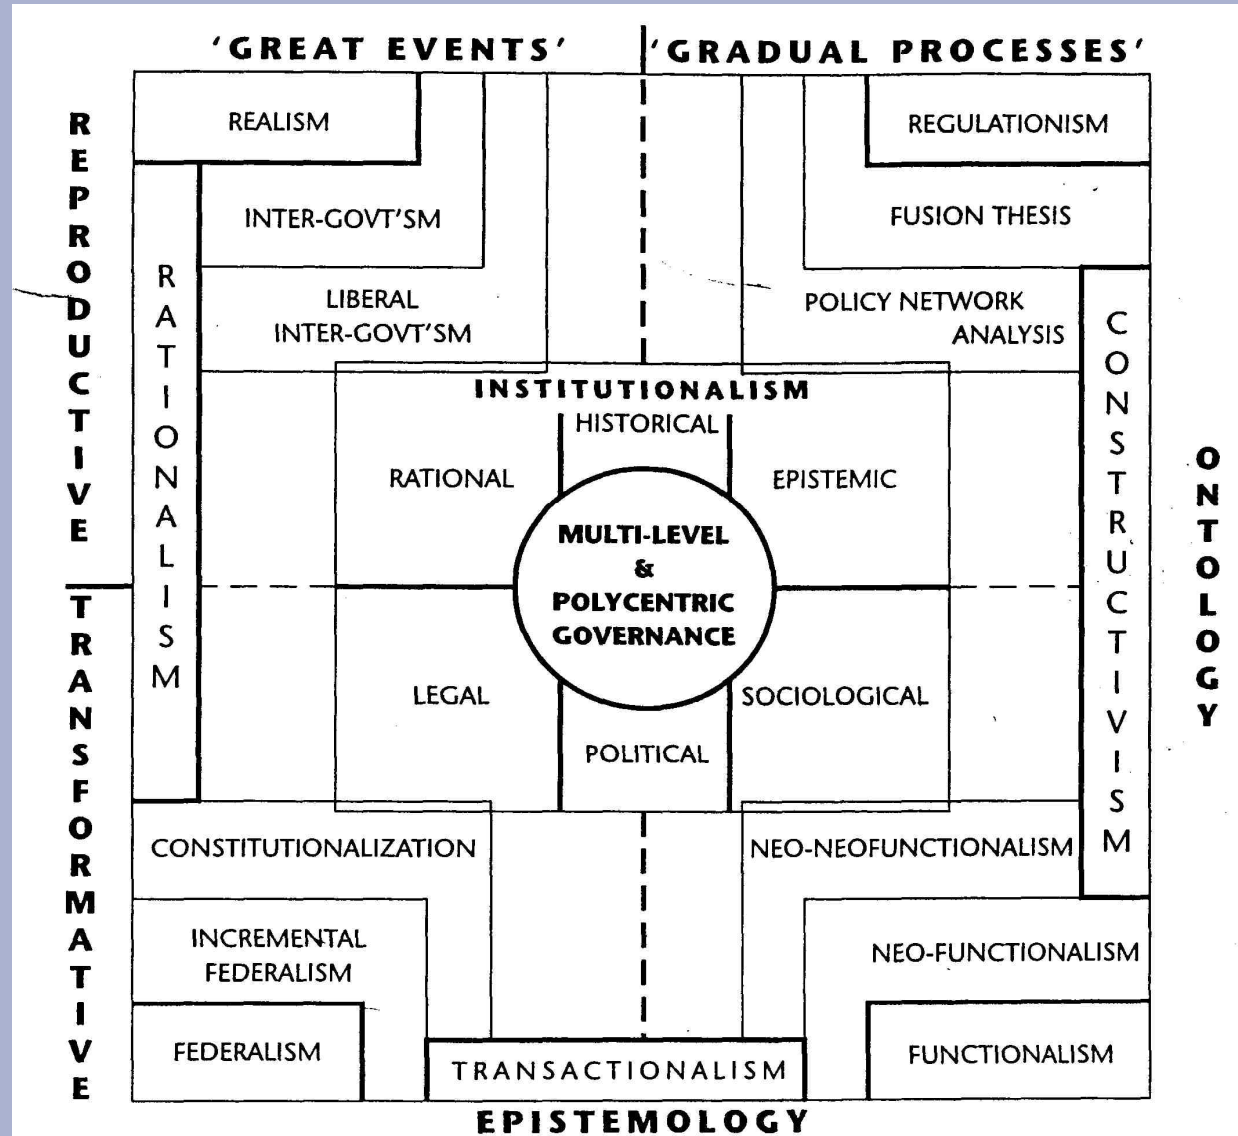 'GREAT EVENTS'
'GRADUAL PROCESSES'
REPRODUCTIVE
TRANSFORMATIVE
REALISM
REGULATIONISM
INTER-GOVT'SM
FUSION THESIS
RATIONALISM
LIBERAL
INTER-GOVT'SM
POLICY NETWORK
ANALYSIS
CONSTRUCTIVISM
ONTOLOGY
INSTITUTIONALISM
HISTORICAL
RATIONAL
EPISTEMIC
MULTI-LEVEL
&
POLYCENTRIC
GOVERNANCE
LEGAL
SOCIOLOGICAL
POLITICAL
CONSTITUTIONALIZATION
NEO-NEOFUNCTIONALISM
INCREMENTAL
FEDERALISM
NEO-FUNCTIONALISM
FEDERALISM
TRANSACTIONALISM
FUNCTIONALISM
EPISTEMOLOGY